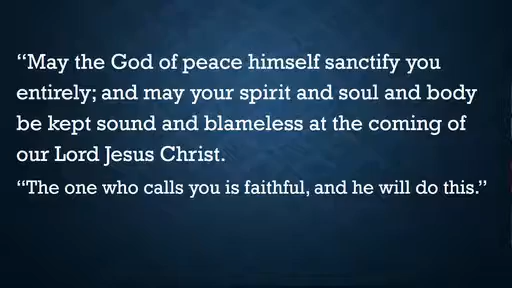 “May the God of peace himself sanctify you
entirely; and may your spirit and soul and body
be kept sound and blameless at the coming of
our Lord Jesus Christ.
“The one who calls you is faithful, and he will do this.”